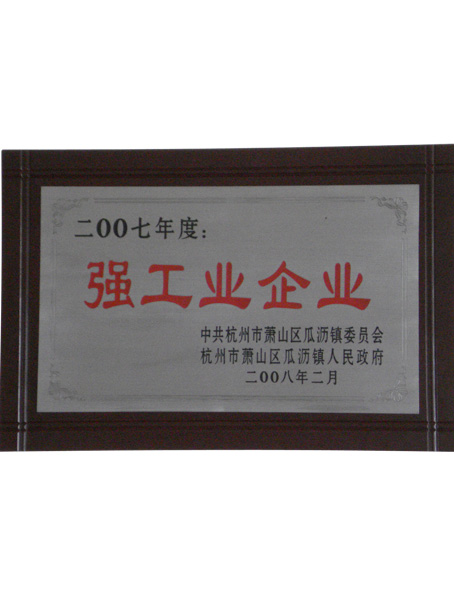 二00七年度:
强工业企业
中共杭州市萧山区瓜沥镇委员会
杭州市萧山区瓜沥镇人民政府
二00八年二月